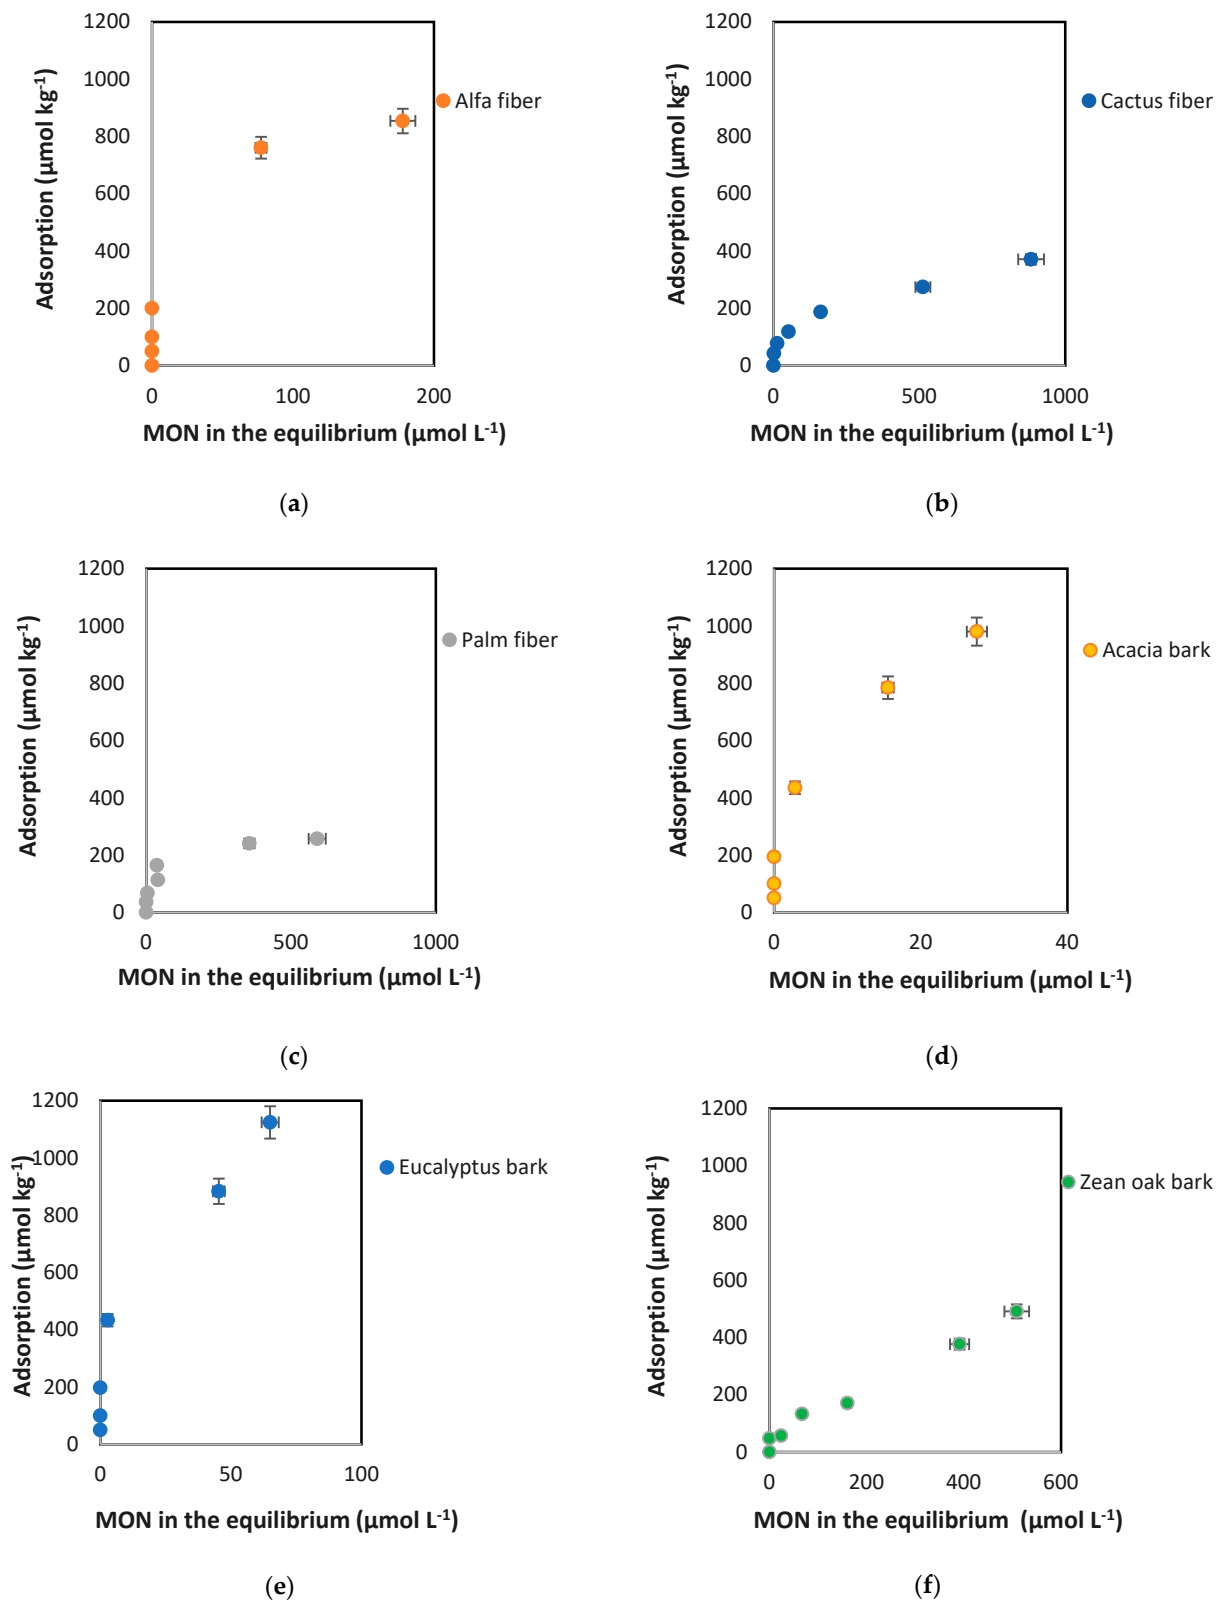 1200
1000
800
600
400
200
0
0 100 200
Adsorption (µmol kg-1)
MON in the equilibrium (µmol L-1)
Alfa fiber
(a)
1200
1000
800
600
400
200
0
0 500 1000
Adsorption (µmol kg-1)
MON in the equilibrium (µmol L-1)
Cactus fiber
(b)
1200
1000
800
600
400
200
0
0 500 1000
Adsorption (µmol kg-1)
MON in the equilibrium (µmol L-1)
Palm fiber
(c)
1200
1000
800
600
400
200
0
0 20 40
Adsorption (µmol kg-1)
MON in the equilibrium (µmol L-1)
Acacia bark
(d)
1200
1000
800
600
400
200
0
0 50 100
Adsorption (µmol kg-1)
MON in the equilibrium (µmol L-1)
Eucalyptus bark
(e)
1200
1000
800
600
400
200
0
0 200 400 600
Adsorption (µmol kg-1)
MON in the equilibrium (µmol L-1)
Zean oak bark
(f)